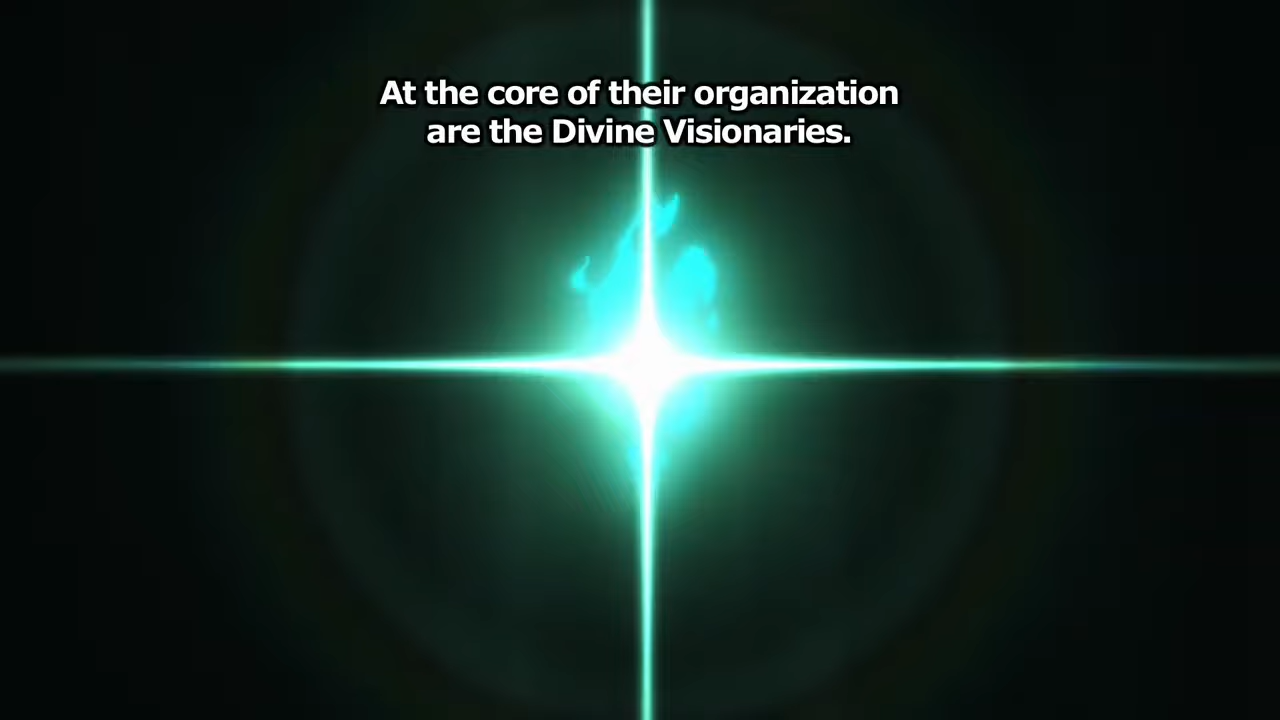 At the core of their organization
are the Divine Visionaries.